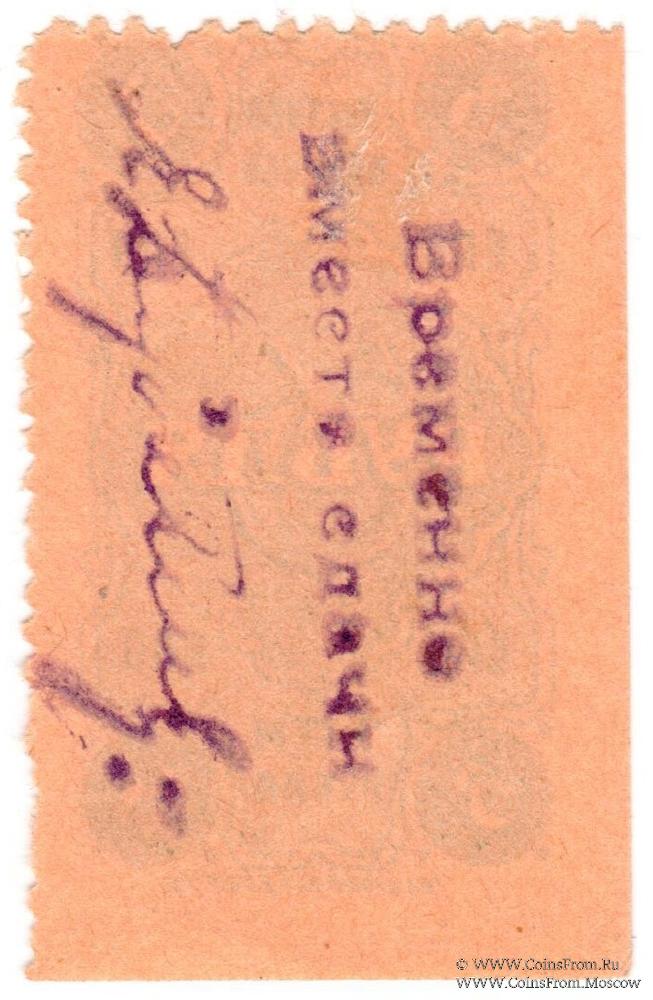 Временно
вместо сдачи
© WWW.CoinsFrom.Ru
WWW.CoinsFrom.Moscow